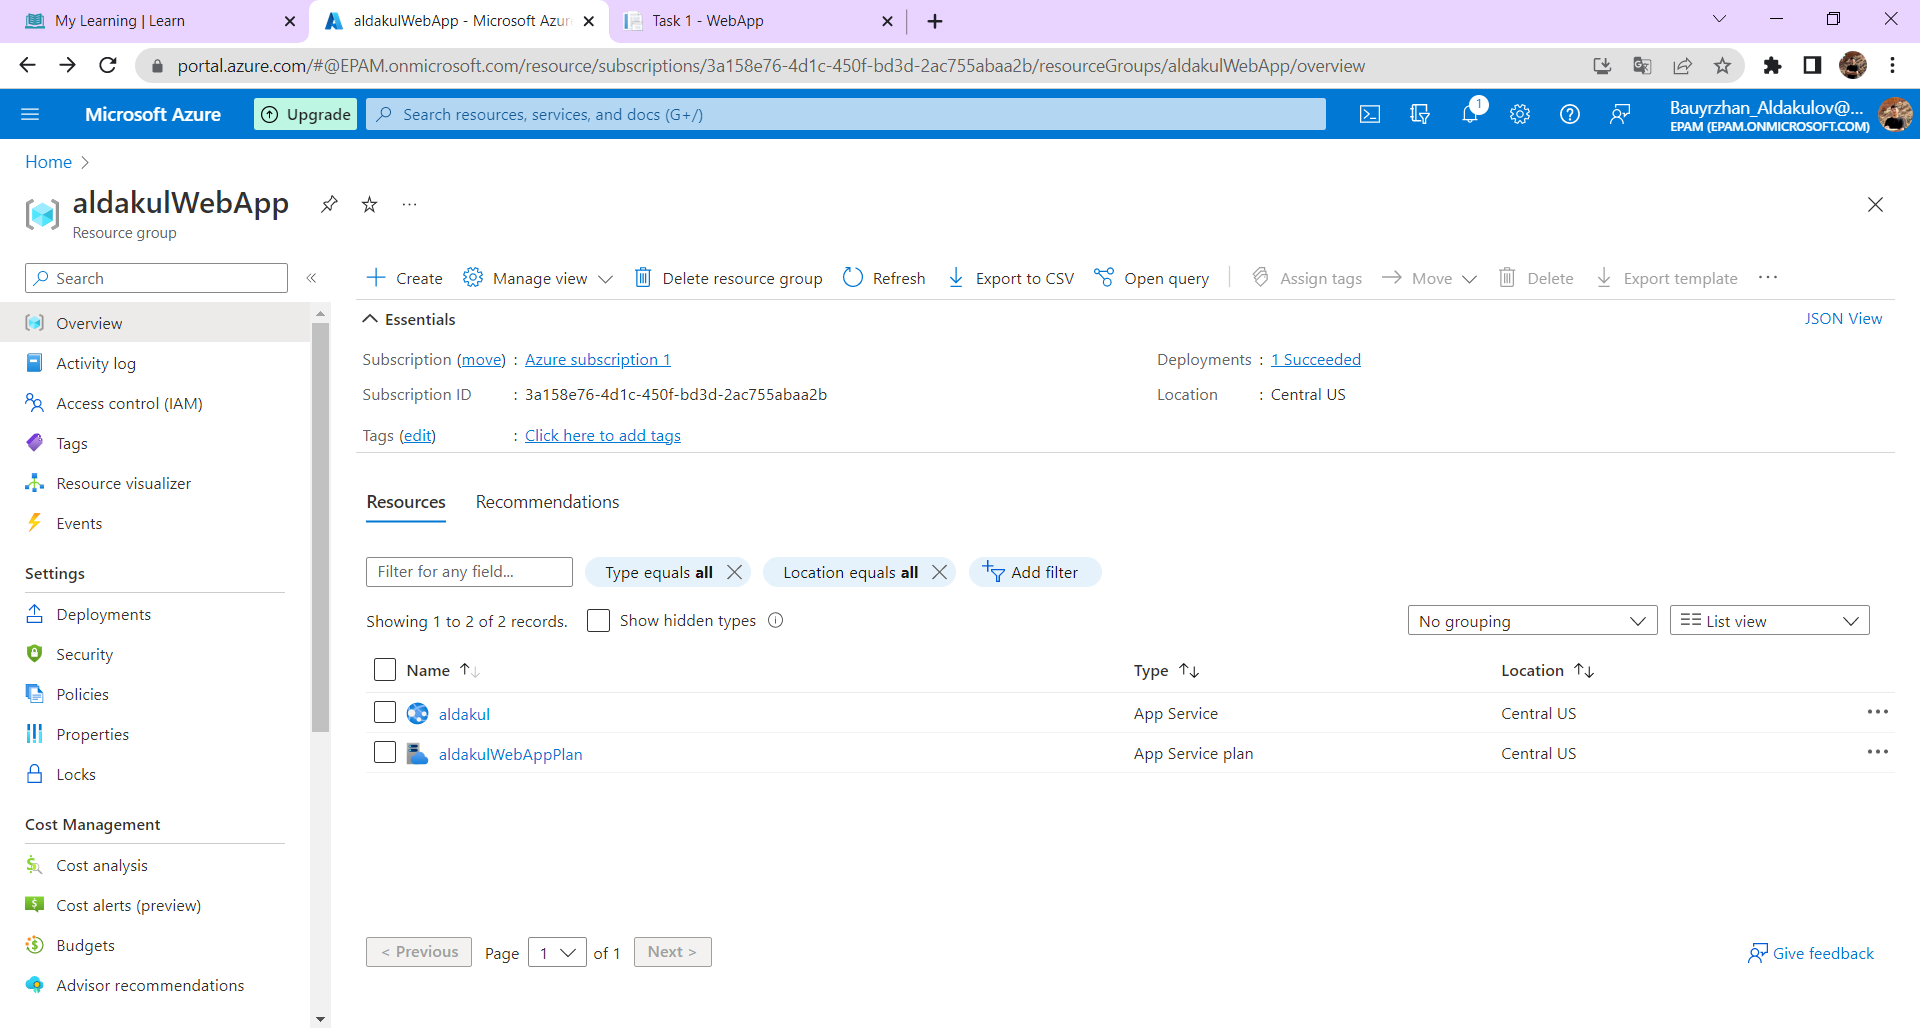 My Learning | Learn
aldakulWebApp - Microsoft Azur
Task 1 - WebApp
portal.azure.com/#@EPAM.onmicrosoft.com/resource/subscriptions/3a158e76-4d1c-450f-bd3d-2ac755abaa2b/resourceGroups/aldakulWebApp/overview
Microsoft Azure
Upgrade
Search resources, services, and docs (G+/)
1
Bauyrzhan_Aldakulov@...
EPAM (EPAM.ONMICROSOFT.COM)
Home
aldakulWebApp
Resource group
Search
Create
Manage view
Delete resource group
Refresh
Export to CSV
Open query
Assign tags
Move
Delete
Export template
Overview
Activity log
Access control (IAM)
Tags
Resource visualizer
Events
Settings
Deployments
Security
Policies
Properties
Locks
Cost Management
Cost analysis
Cost alerts (preview)
Budgets
Advisor recommendations
Essentials
JSON View
Subscription (move) : Azure subscription 1
Deployments : 1 Succeeded
Subscription ID : 3a158e76-4d1c-450f-bd3d-2ac755abaa2b
Location : Central US
Tags (edit) : Click here to add tags
Resources
Recommendations
Filter for any field...
Type equals all
Location equals all
Add filter
Showing 1 to 2 of 2 records.
Show hidden types
No grouping
List view
Name
Type
Location
aldakul
App Service
Central US
aldakulWebAppPlan
App Service plan
Central US
< Previous
Page 1 of 1
Next >
Give feedback